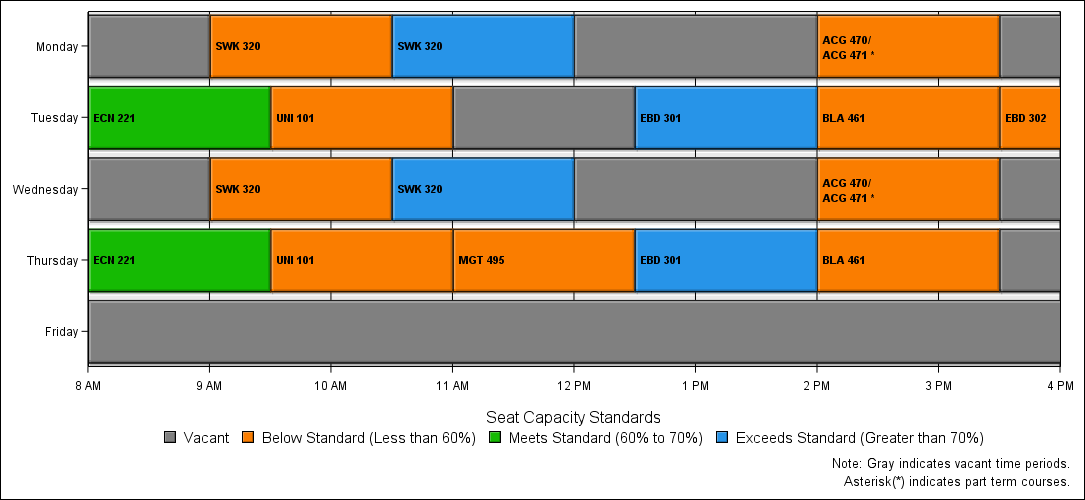 Monday
SWK 320
SWK 320
ACG 470/
ACG 471 *
Tuesday
ECN 221
UNI 101
EBD 301
BLA 461
EBD 302
Wednesday
SWK 320
SWK 320
ACG 470/
ACG 471 *
Thursday
ECN 221
UNI 101
MGT 495
EBD 301
BLA 461
Friday
8 AM
9 AM
10 AM
11 AM
12 PM
1 PM
2 PM
3 PM
4 PM
Seat Capacity Standards
Vacant
Below Standard (Less than 60%)
Meets Standard (60% to 70%)
Exceeds Standard (Greater than 70%)
Note: Gray indicates vacant time periods.
Asterisk(*) indicates part term courses.